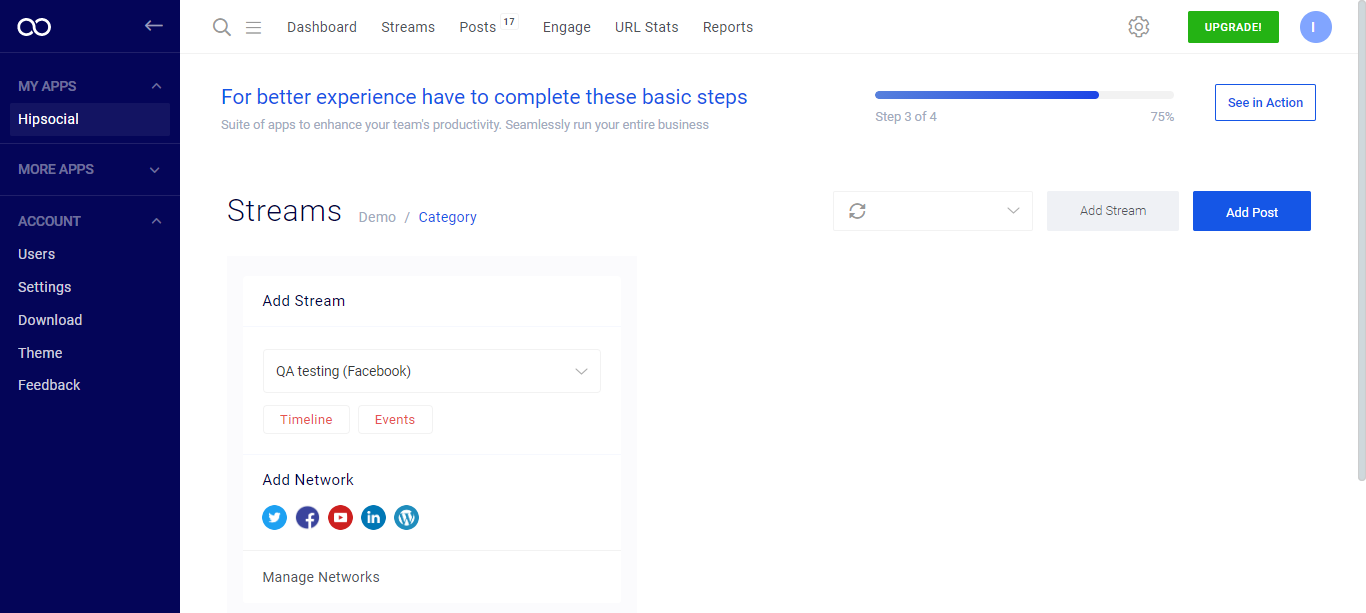 Dashboard Streams Posts 17 Engage URL Stats Reports UPGRADE! I
MY APPS
Hipsocial
MORE APPS
ACCOUNT
Users
Settings
Download
Theme
Feedback
For better experience have to complete these basic steps
Suite of apps to enhance your team's productivity. Seamlessly run your entire business
Step 3 of 4 75%
See in Action
Streams Demo / Category
Add Stream
Add Post
Add Stream
QA testing (Facebook)
Timeline Events
Add Network
Manage Networks